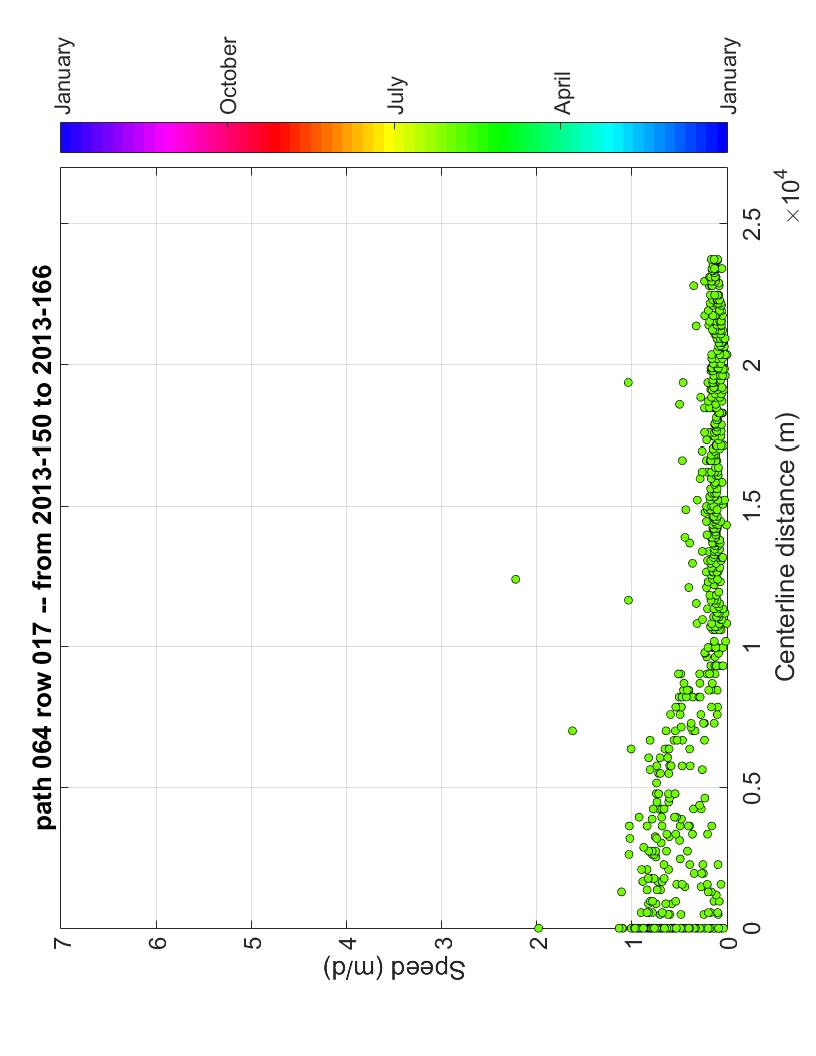 path 064 row 017 -- from 2013-150 to 2013-166
7
6
5
4
3
2
1
0
Speed (m/d)
0
0.5
1
1.5
2
2.5
×10^4
Centerline distance (m)
January
October
July
April
January